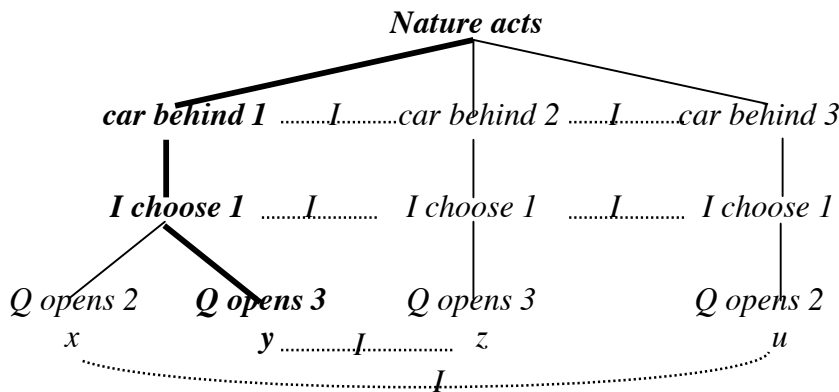 Nature acts
car behind 1 I car behind 2 I car behind 3
I choose 1 I I choose 1 I I choose 1
Q opens 2 Q opens 3 Q opens 3 Q opens 2
x y I z u
I